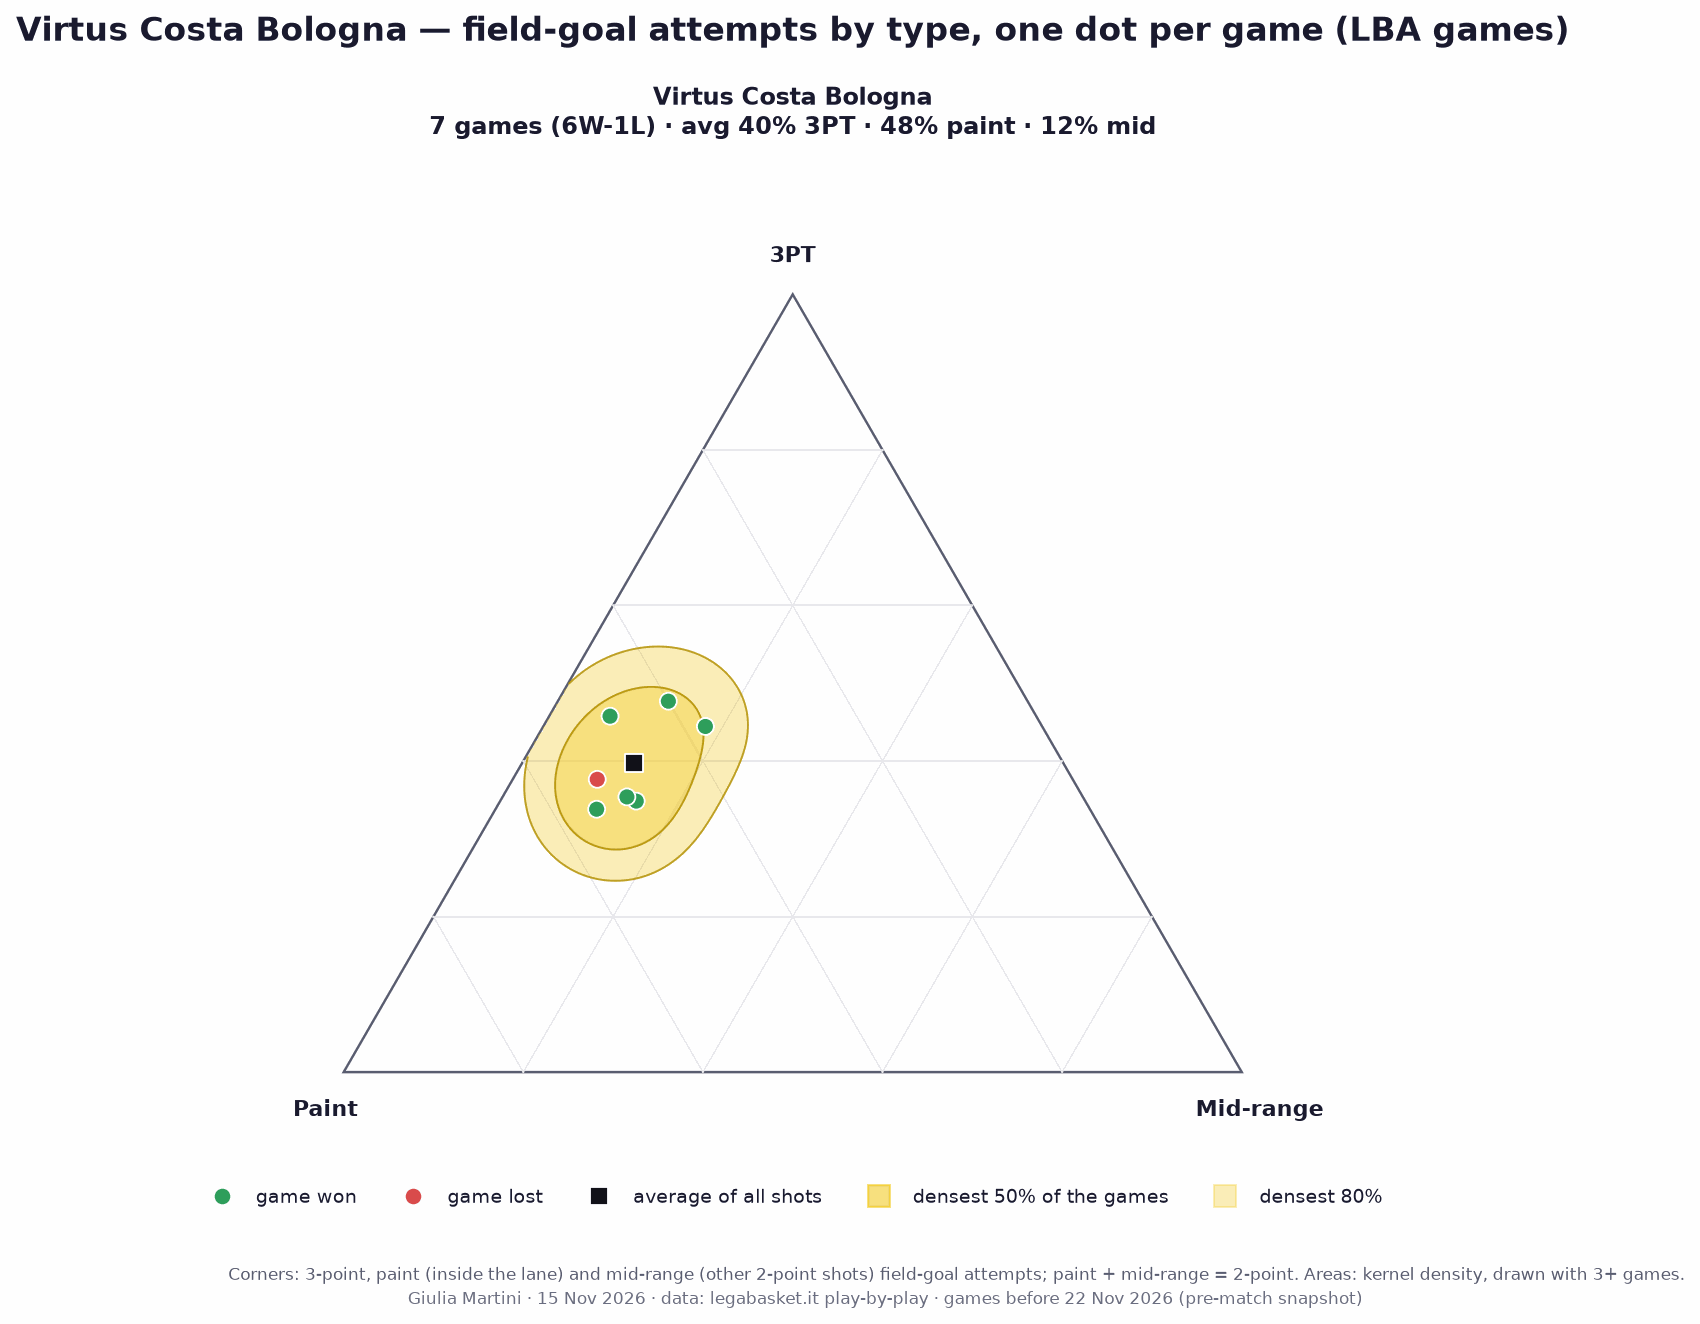 Virtus Costa Bologna — field-goal attempts by type, one dot per game (LBA games)
Virtus Costa Bologna
7 games (6W-1L) · avg 40% 3PT · 48% paint · 12% mid
3PT
Paint
Mid-range
game won
game lost
average of all shots
densest 50% of the games
densest 80%
Corners: 3-point, paint (inside the lane) and mid-range (other 2-point shots) field-goal attempts; paint + mid-range = 2-point. Areas: kernel density, drawn with 3+ games.
Giulia Martini · 15 Nov 2026 · data: legabasket.it play-by-play · games before 22 Nov 2026 (pre-match snapshot)